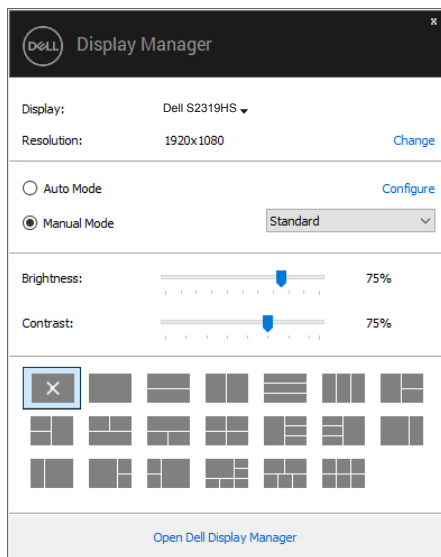 x
DELL Display Manager
Display: Dell S2319HS
Resolution: 1920x1080 Change
Auto Mode Configure
Manual Mode Standard
Brightness: 75%
Contrast: 75%
Open Dell Display Manager